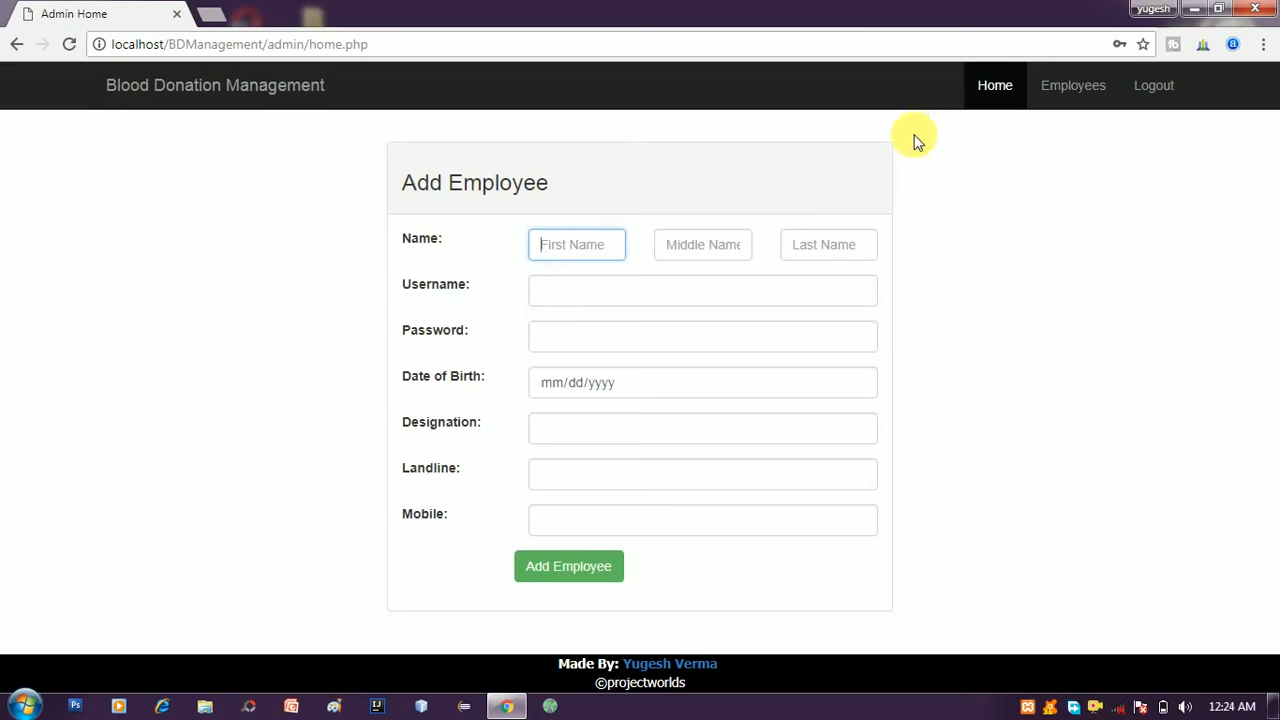 Admin Home
yugesh
localhost/BDManagement/admin/home.php
Blood Donation Management
Home Employees Logout
Add Employee
Name: First Name Middle Name Last Name
Username:
Password:
Date of Birth: mm/dd/yyyy
Designation:
Landline:
Mobile:
Add Employee
Made By: Yugesh Verma
©projectworlds
12:24 AM